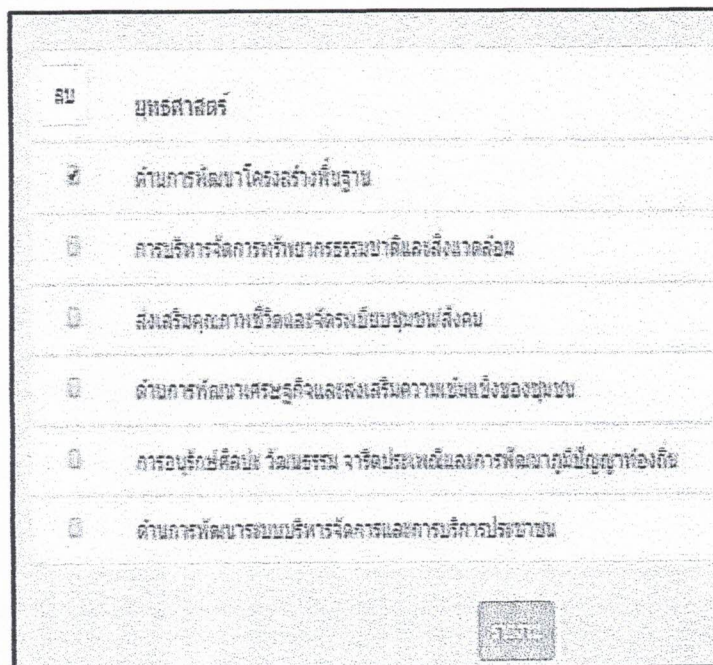 ลบ
ยุทธศาสตร์
ด้านการพัฒนาโครงสร้างพื้นฐาน
การบริหารจัดการทรัพยากรธรรมชาติและสิ่งแวดล้อม
ส่งเสริมคุณภาพชีวิตและจัดระเบียบชุมชน/สังคม
ด้านการพัฒนาเศรษฐกิจและส่งเสริมความเข้มแข็งของชุมชน
การอนุรักษ์ศิลปะ วัฒนธรรม จารีตประเพณีและการพัฒนาภูมิปัญญาท้องถิ่น
ด้านการพัฒนาระบบบริหารจัดการและการบริการประชาชน